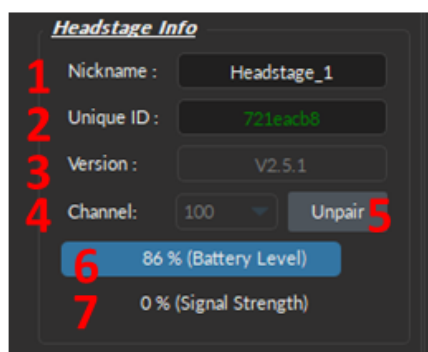 Headstage Info
1 Nickname : Headstage_1
2 Unique ID : 721eacb8
3 Version : V2.5.1
4 Channel: 100 Unpair 5
6 86 % (Battery Level)
7 0 % (Signal Strength)